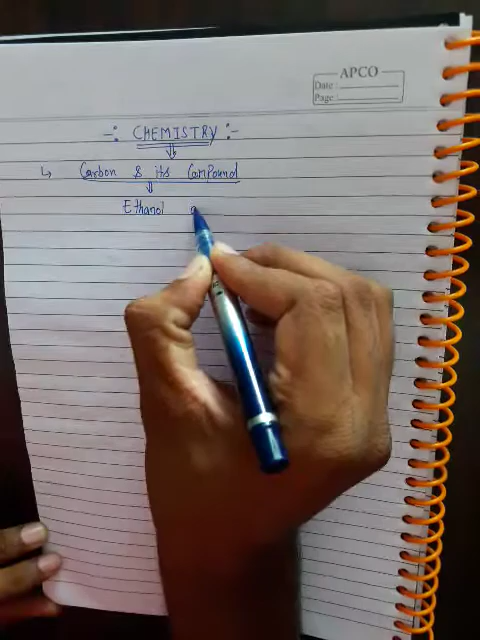 APCO
Date :
Page :
-: CHEMISTRY :-
Carbon & its Compound
Ethanol